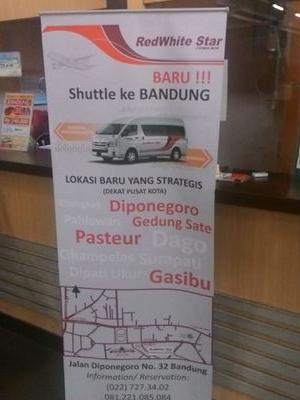 RedWhite Star
BARU !!!
Shuttle ke BANDUNG
LOKASI BARU YANG STRATEGIS
(DEKAT PUSAT KOTA)
Diponegoro
Pahlawan Gedung Sate
Pasteur Dago
Cihampelas Surapati
Dipati Ukur Gasibu
Jalan Diponegoro No. 32 Bandung
Information/ Reservation:
(022) 727.34.02
081.221.085.084
BANDUNG